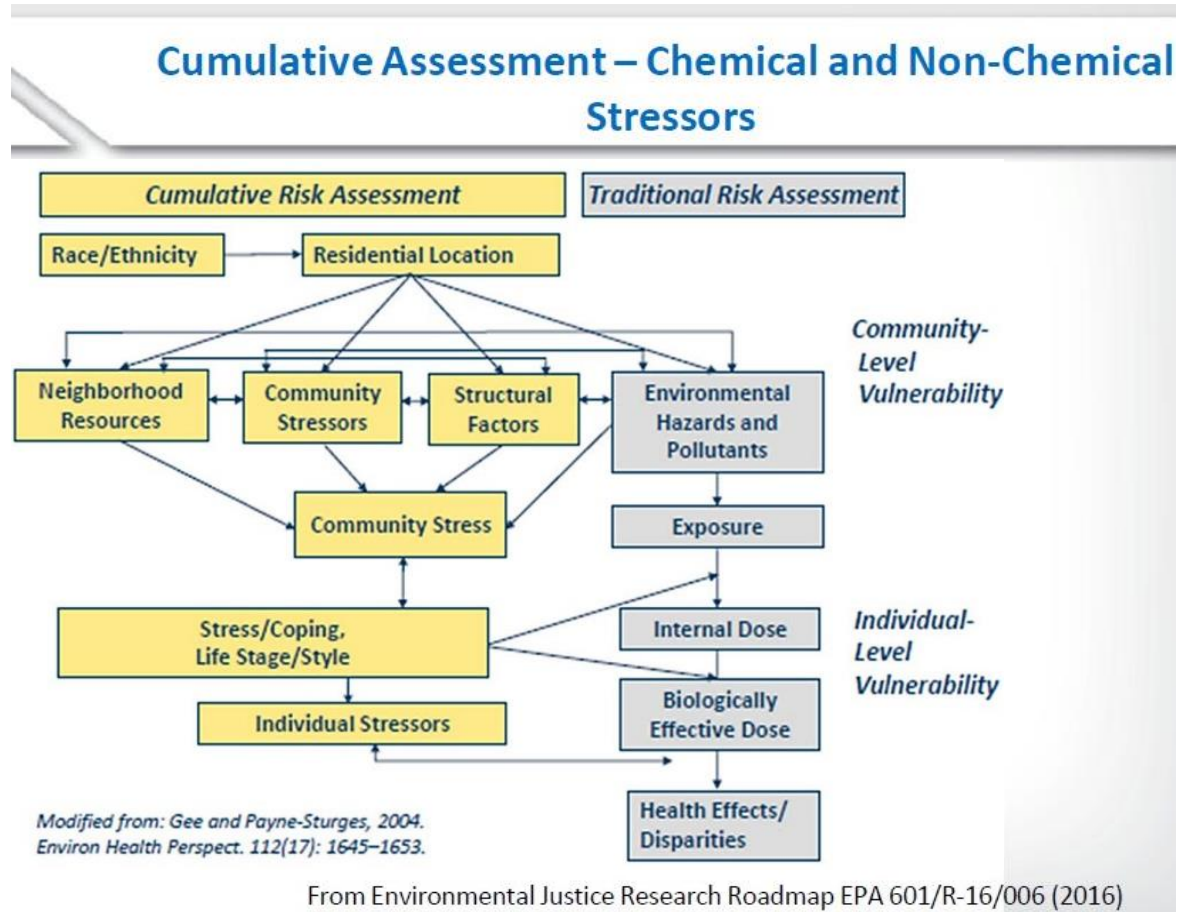 Cumulative Assessment – Chemical and Non-Chemical
Stressors
Cumulative Risk Assessment
Traditional Risk Assessment
Race/Ethnicity
Residential Location
Community-
Level
Vulnerability
Neighborhood
Resources
Community
Stressors
Structural
Factors
Environmental
Hazards and
Pollutants
Community Stress
Exposure
Stress/Coping,
Life Stage/Style
Internal Dose
Individual-
Level
Vulnerability
Individual Stressors
Biologically
Effective Dose
Health Effects/
Disparities
Modified from: Gee and Payne-Sturges, 2004.
Environ Health Perspect. 112(17): 1645–1653.
From Environmental Justice Research Roadmap EPA 601/R-16/006 (2016)